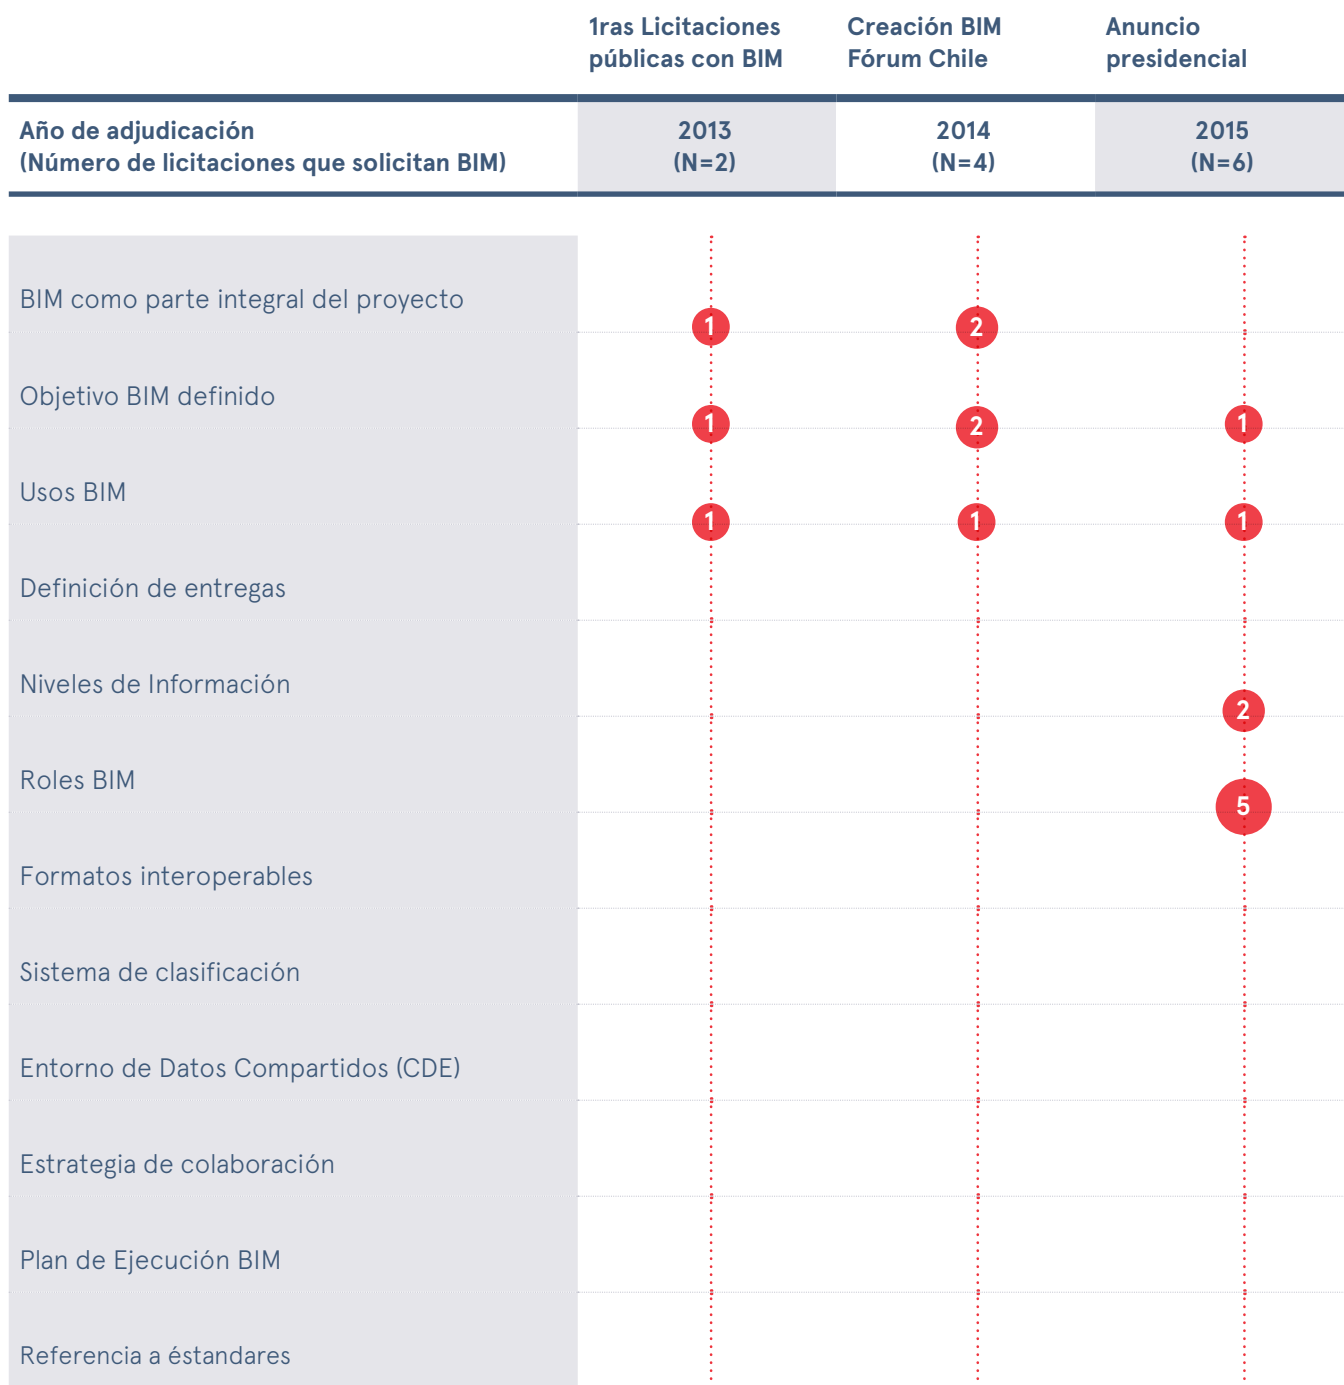 1ras Licitaciones Creación BIM Anuncio
públicas con BIM Fórum Chile presidencial
Año de adjudicación 2013 2014 2015
(Número de licitaciones que solicitan BIM) (N=2) (N=4) (N=6)
BIM como parte integral del proyecto
1 2
Objetivo BIM definido
1 2 1
Usos BIM
1 1 1
Definición de entregas
Niveles de Información
2
Roles BIM
5
Formatos interoperables
Sistema de clasificación
Entorno de Datos Compartidos (CDE)
Estrategia de colaboración
Plan de Ejecución BIM
Referencia a éstandares